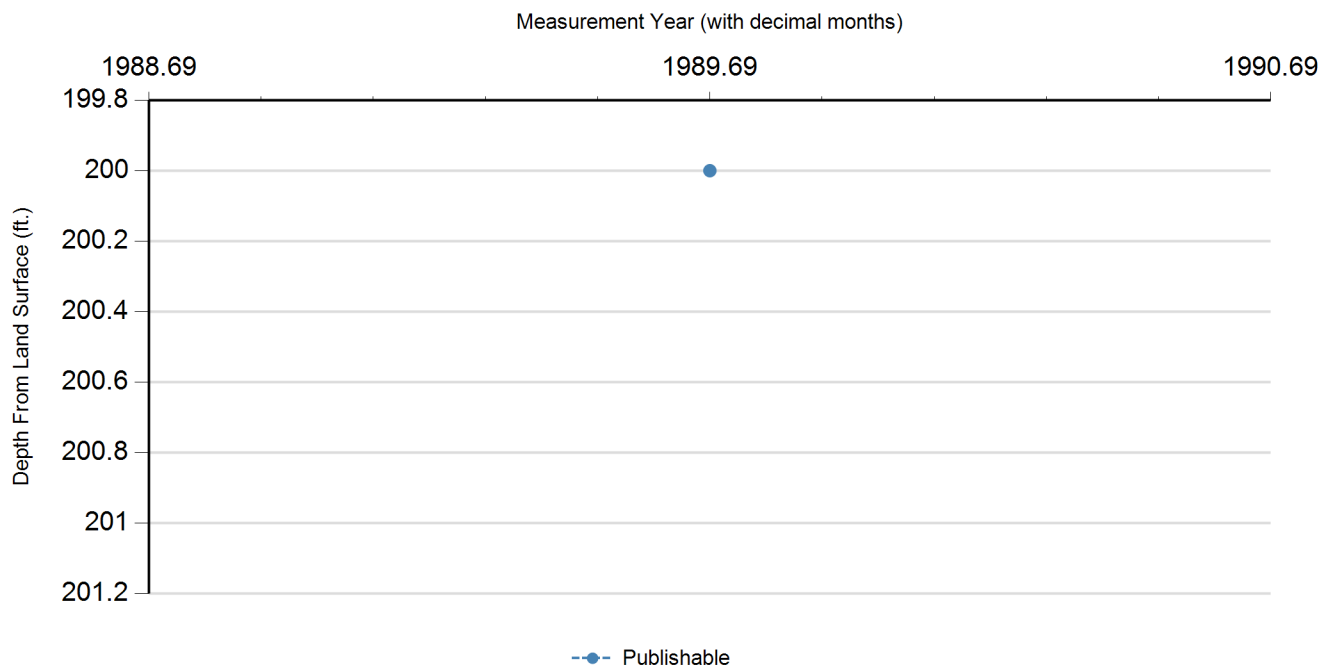 Measurement Year (with decimal months)
1988.69 1989.69 1990.69
199.8
200
200.2
200.4
200.6
200.8
201
201.2
Depth From Land Surface (ft.)
Publishable